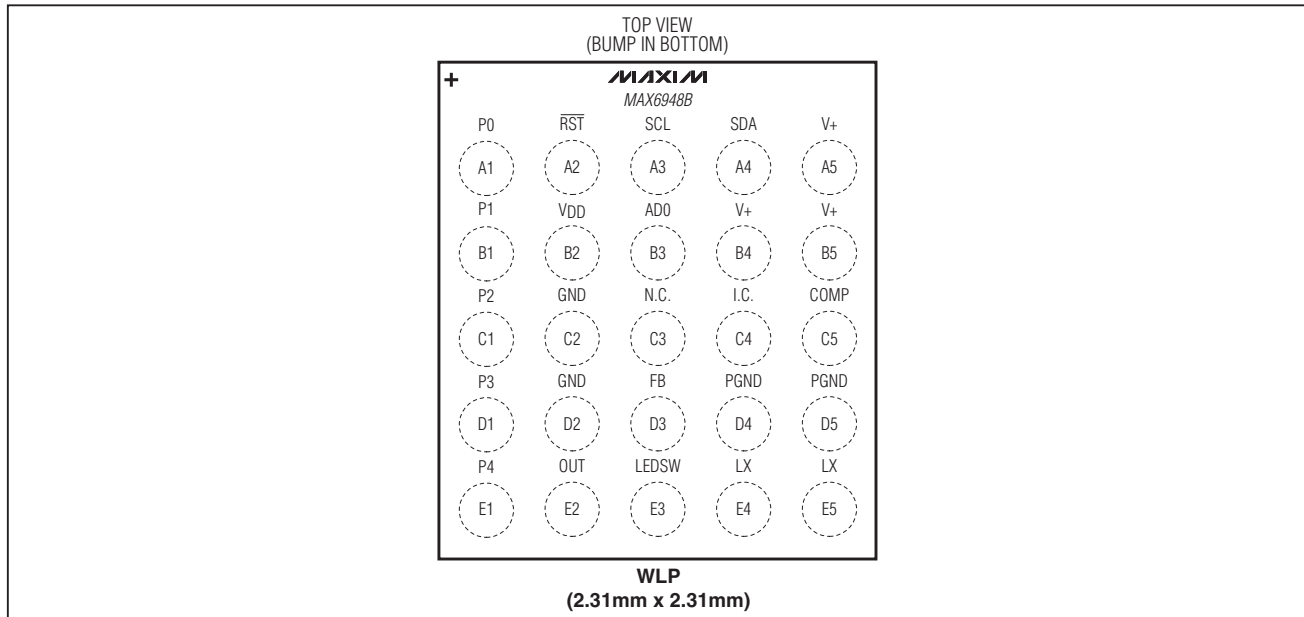 TOP VIEW
(BUMP IN BOTTOM)
+ MAXIM
MAX6948B
P0 R̅S̅T̅ SCL SDA V+
A1 A2 A3 A4 A5
P1 VDD AD0 V+ V+
B1 B2 B3 B4 B5
P2 GND N.C. I.C. COMP
C1 C2 C3 C4 C5
P3 GND FB PGND PGND
D1 D2 D3 D4 D5
P4 OUT LEDSW LX LX
E1 E2 E3 E4 E5
WLP
(2.31mm x 2.31mm)